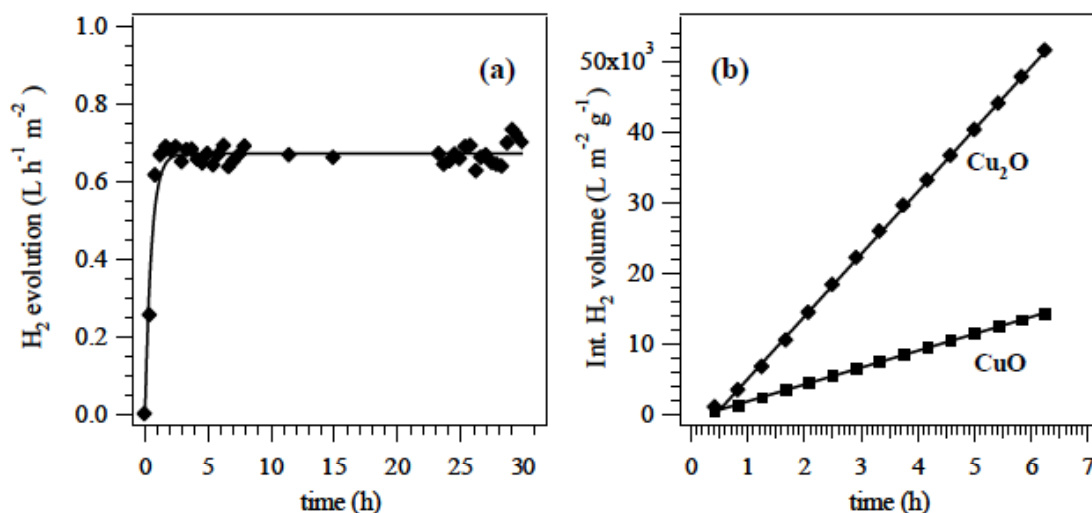 (a)
H₂ evolution (L h⁻¹ m⁻²)
1.0
0.8
0.6
0.4
0.2
0.0
0 5 10 15 20 25 30
time (h)
(b)
Int. H₂ volume (L m⁻² g⁻¹)
50x10³
40
30
20
10
0
Cu₂O
CuO
0 1 2 3 4 5 6 7
time (h)